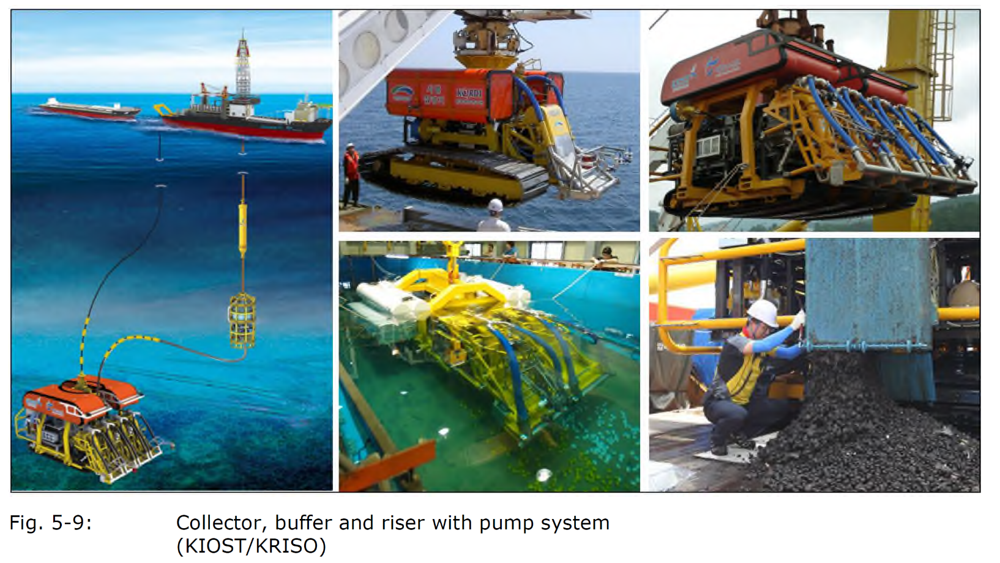 KORDI
Fig. 5-9: Collector, buffer and riser with pump system
(KIOST/KRISO)